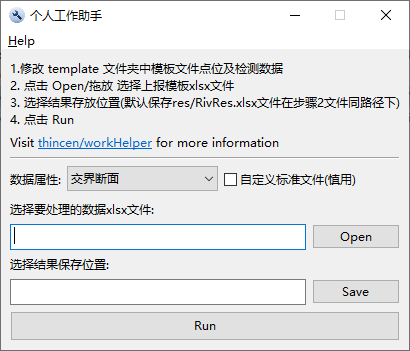 个人工作助手
Help
1.修改 template 文件夹中模板文件点位及检测数据
2. 点击 Open/拖放 选择上报模板xlsx文件
3. 选择结果存放位置(默认保存res/RivRes.xlsx文件在步骤2文件同路径下)
4. 点击 Run
Visit thincen/workHelper for more information
数据属性: 交界断面 自定义标准文件(慎用)
选择要处理的数据xlsx文件:
Open
选择结果保存位置:
Save
Run